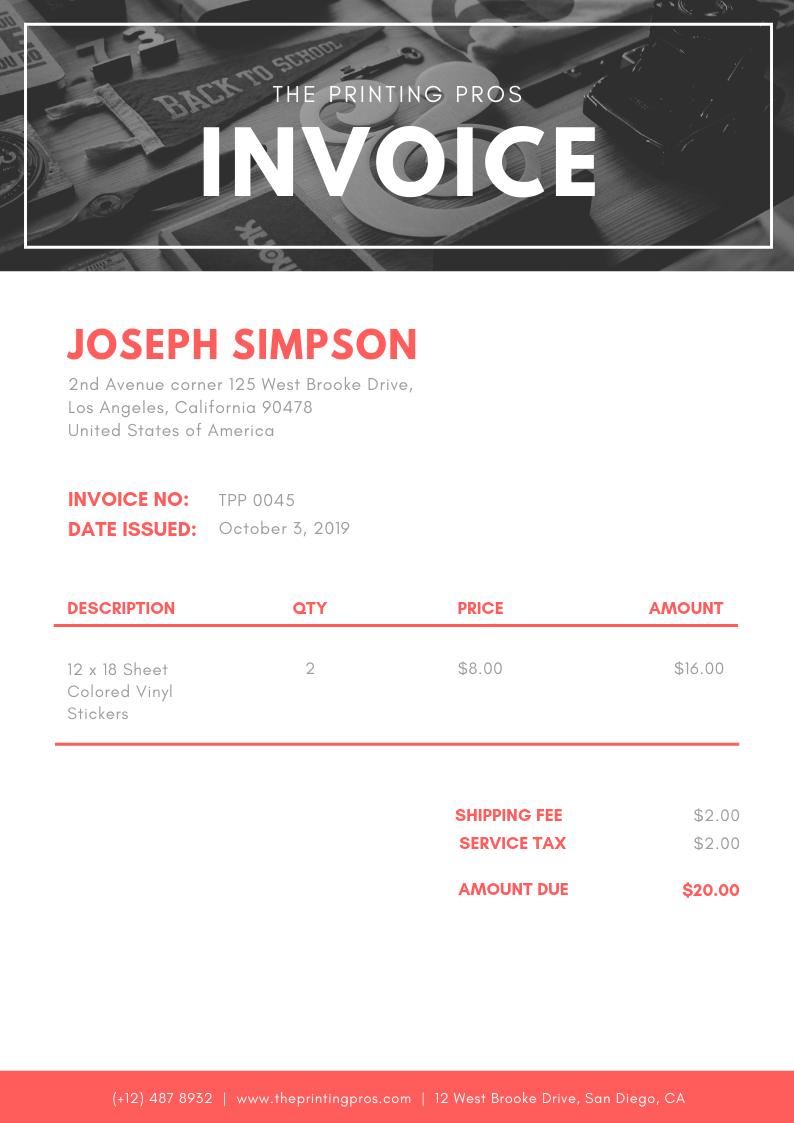 BACK TO SCHOOL
THE PRINTING PROS
INVOICE
JOSEPH SIMPSON
2nd Avenue corner 125 West Brooke Drive,
Los Angeles, California 90478
United States of America
INVOICE NO: TPP 0045
DATE ISSUED: October 3, 2019
DESCRIPTION QTY PRICE AMOUNT
12 x 18 Sheet 2 $8.00 $16.00
Colored Vinyl
Stickers
SHIPPING FEE $2.00
SERVICE TAX $2.00
AMOUNT DUE $20.00
(+12) 487 8932 | www.theprintingpros.com | 12 West Brooke Drive, San Diego, CA